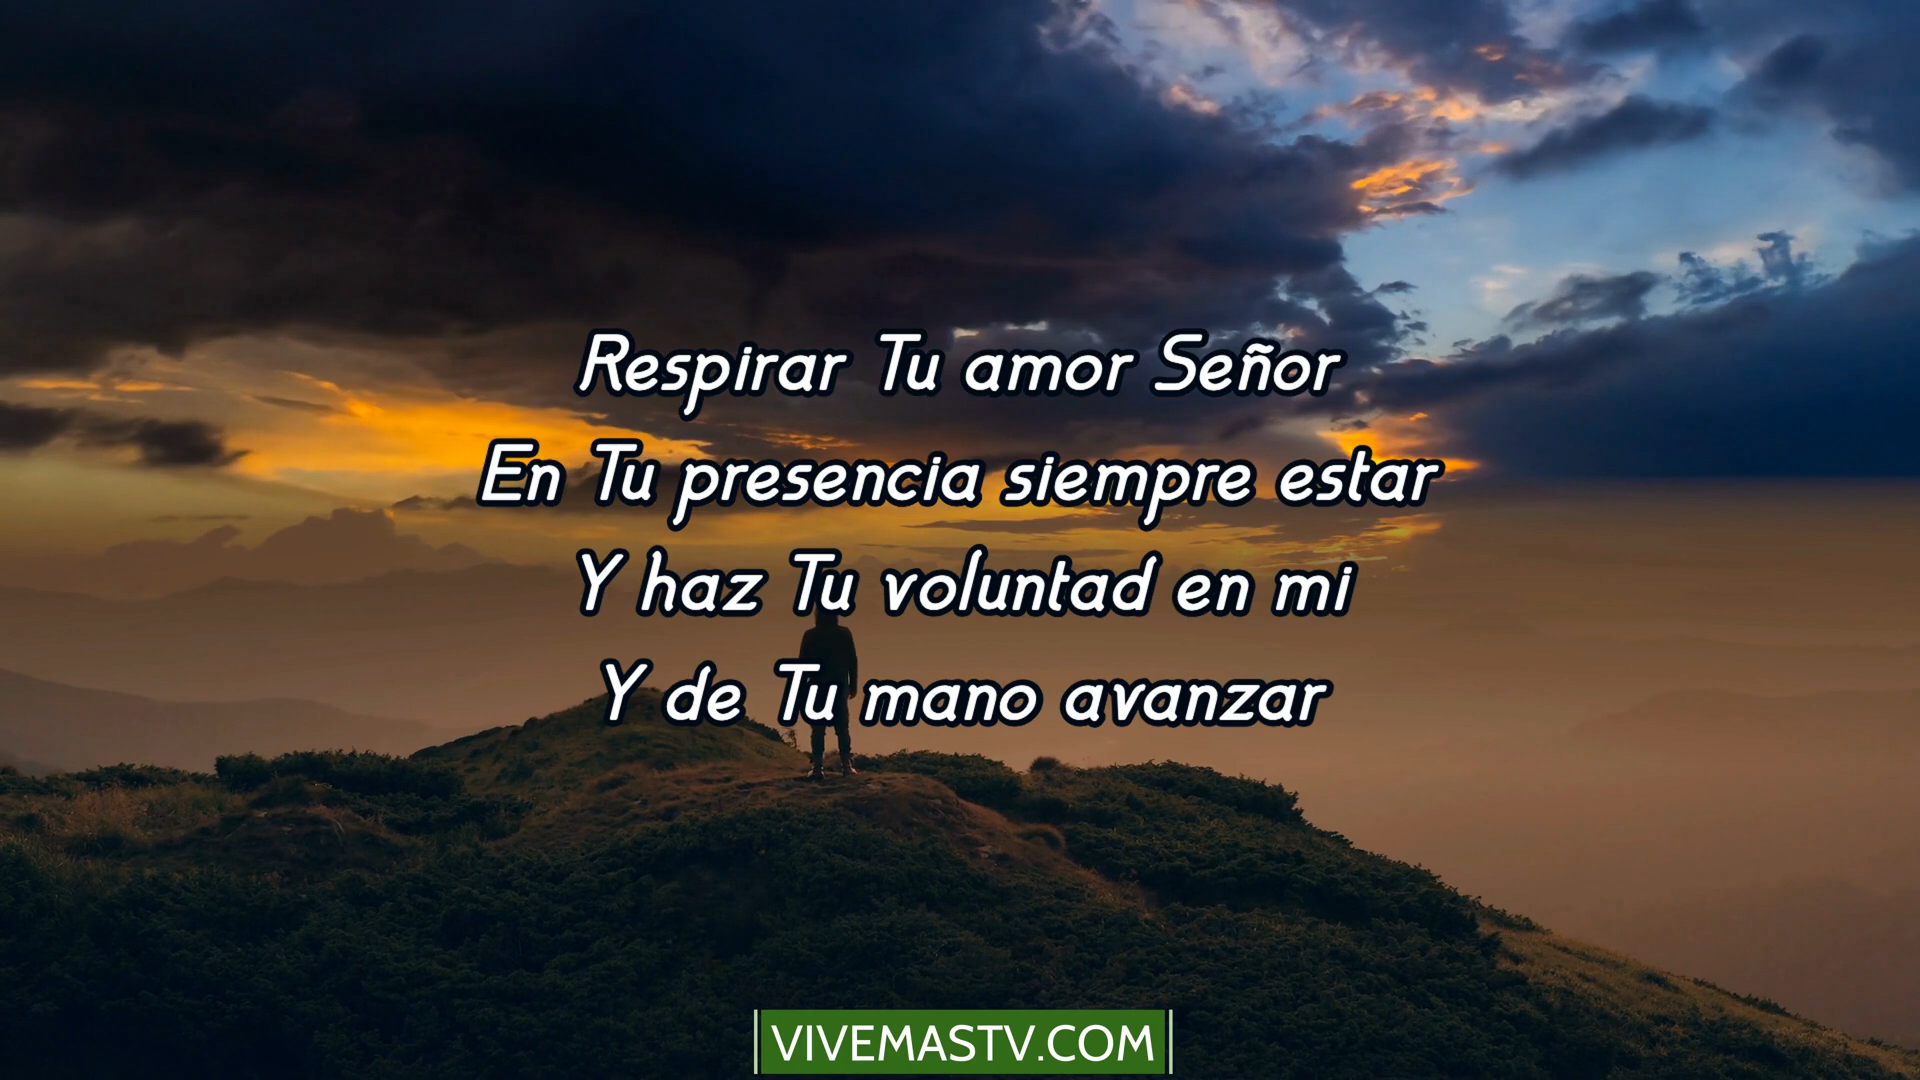 Respirar Tu amor Señor
En Tu presencia siempre estar
Y haz Tu voluntad en mi
Y de Tu mano avanzar
VIVEMASTV.COM